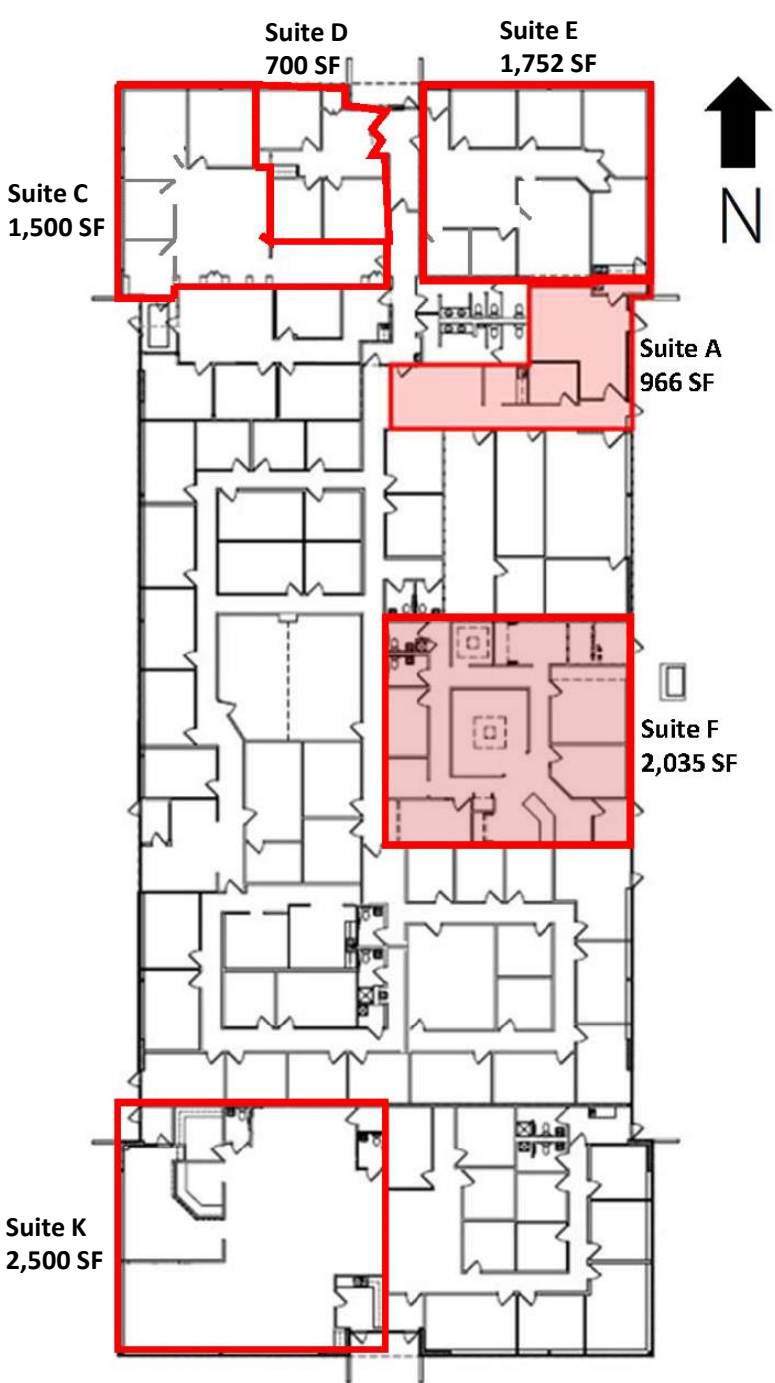 Suite D
700 SF
Suite E
1,752 SF
N
Suite C
1,500 SF
Suite A
966 SF
Suite F
2,035 SF
Suite K
2,500 SF